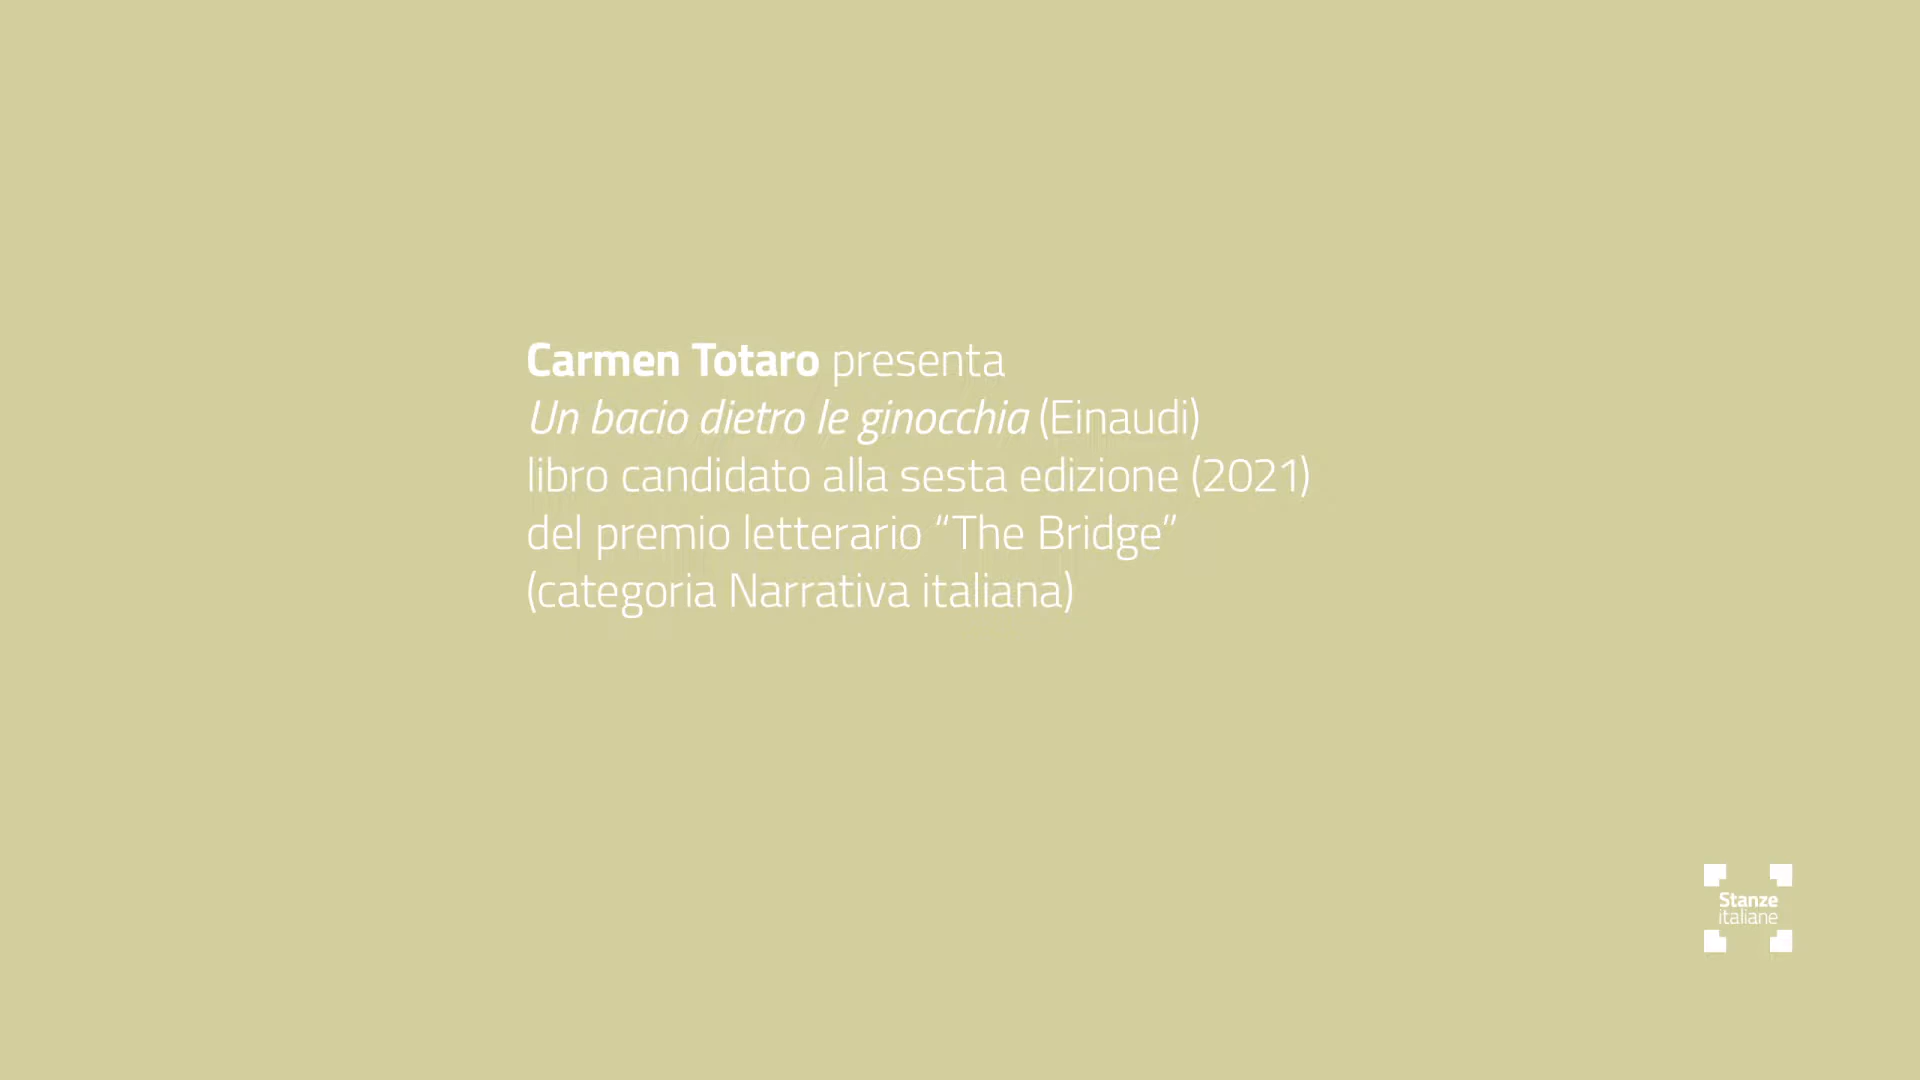 Carmen Totaro presenta
Un bacio dietro le ginocchia (Einaudi)
libro candidato alla sesta edizione (2021)
del premio letterario “The Bridge”
(categoria Narrativa italiana)
Stanze
italiane